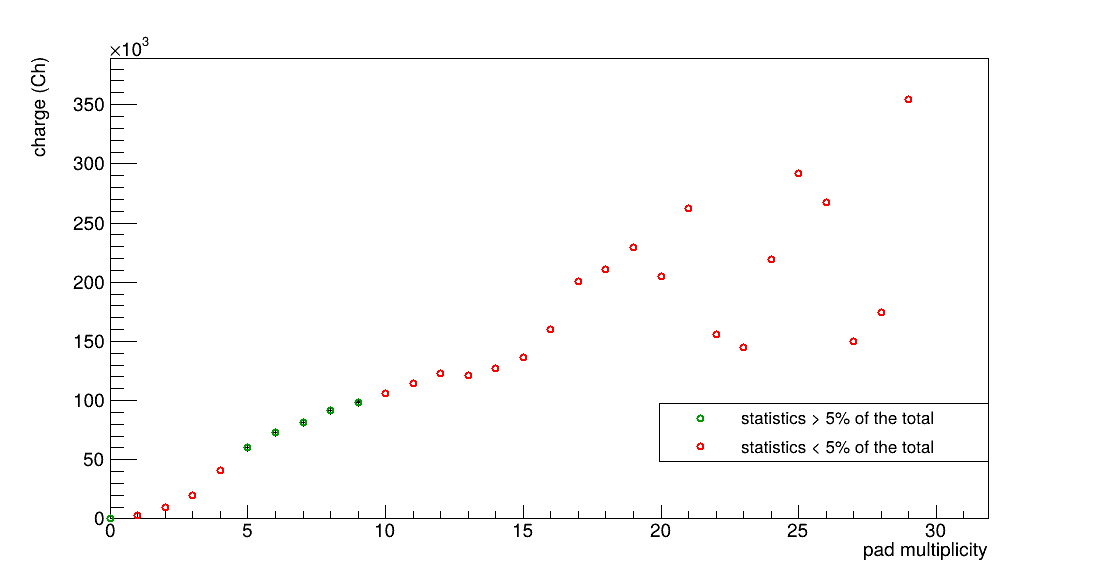 ×10³
charge (Ch)
350
300
250
200
150
100
50
0
0 5 10 15 20 25 30
pad multiplicity
statistics > 5% of the total
statistics < 5% of the total